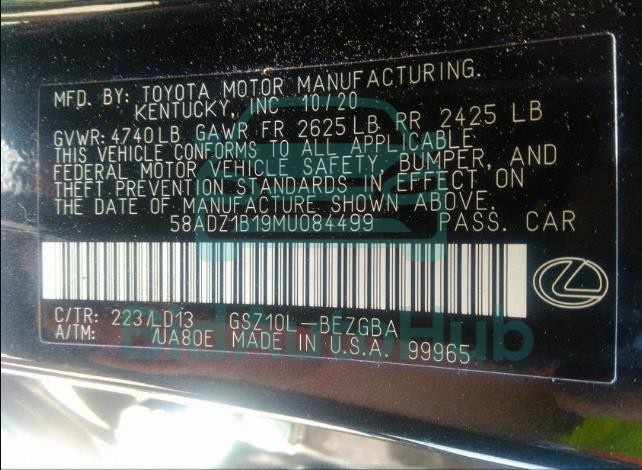 MFD. BY: TOYOTA MOTOR MANUFACTURING.
KENTUCKY, INC 10/20
GVWR: 4740LB GAWR FR 2625LB RR 2425 LB
THIS VEHICLE CONFORMS TO ALL APPLICABLE
FEDERAL MOTOR VEHICLE SAFETY, BUMPER, AND
THEFT PREVENTION STANDARDS IN EFFECT ON
THE DATE OF MANUFACTURE SHOWN ABOVE.
58ADZ1B19MU084499 PASS. CAR
C/TR: 223/LD13 GSZ10L-BEZGBA
A/TM: /UA80E MADE IN U.S.A. 99965
BidAutoHub